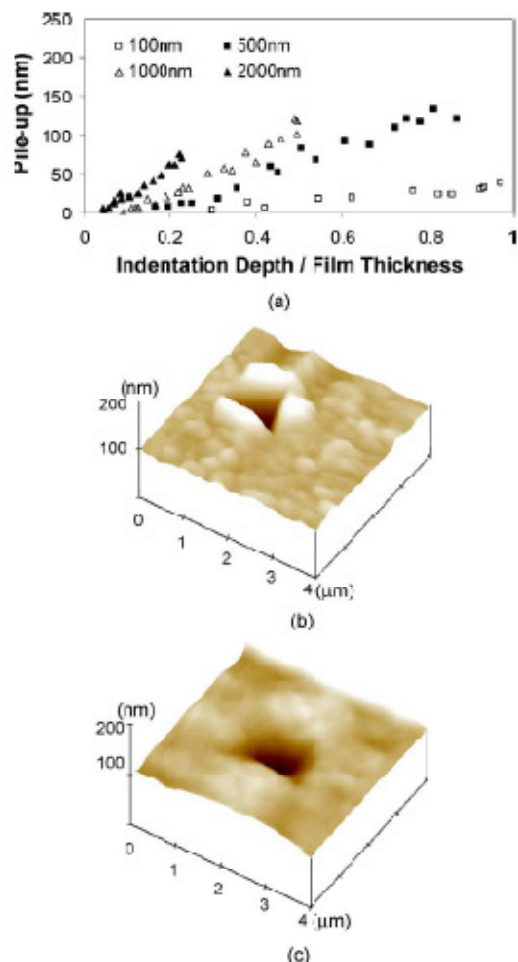 250
200
150
100
50
0
Pile-up (nm)
100nm 500nm
1000nm 2000nm
0 0.2 0.4 0.6 0.8 1
Indentation Depth / Film Thickness
(a)
(nm)
200
100
0
1
2
3
4 (μm)
(b)
(nm)
200
100
0
1
2
3
4 (μm)
(c)